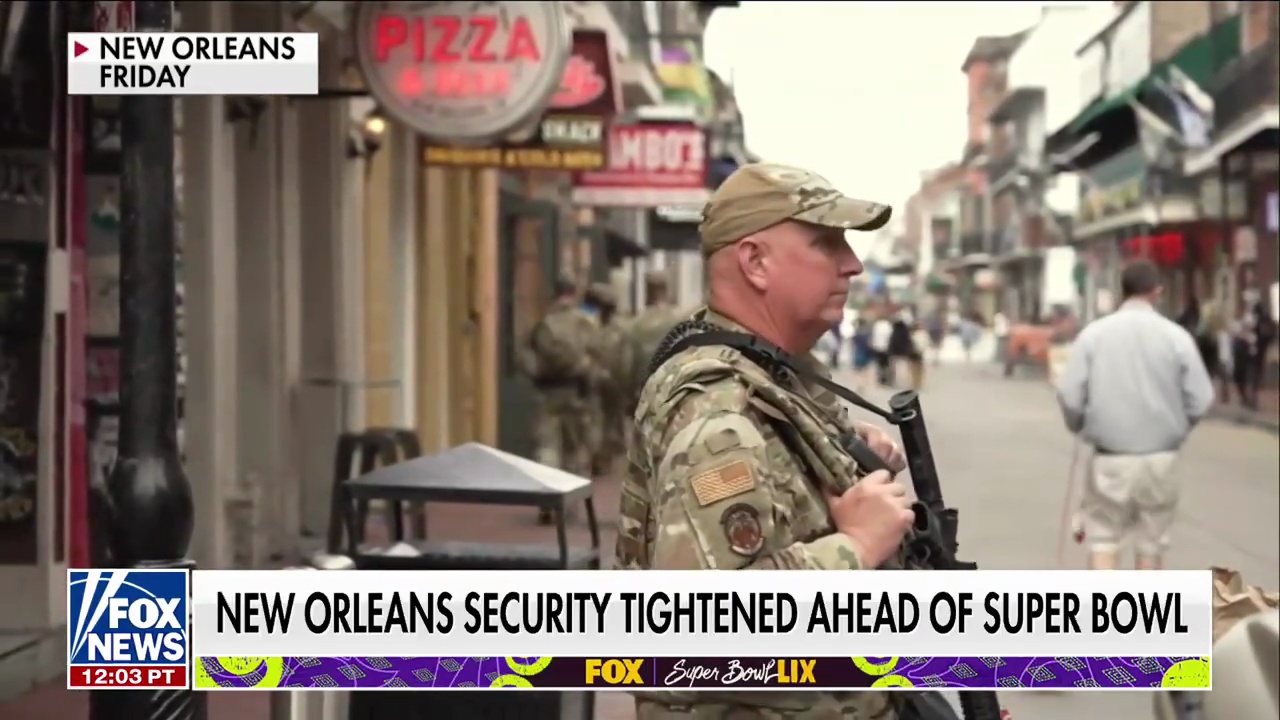 NEW ORLEANS
FRIDAY
PIZZA
SHACK
FOX
NEWS
12:03 PT
NEW ORLEANS SECURITY TIGHTENED AHEAD OF SUPER BOWL
FOX Super Bowl LIX